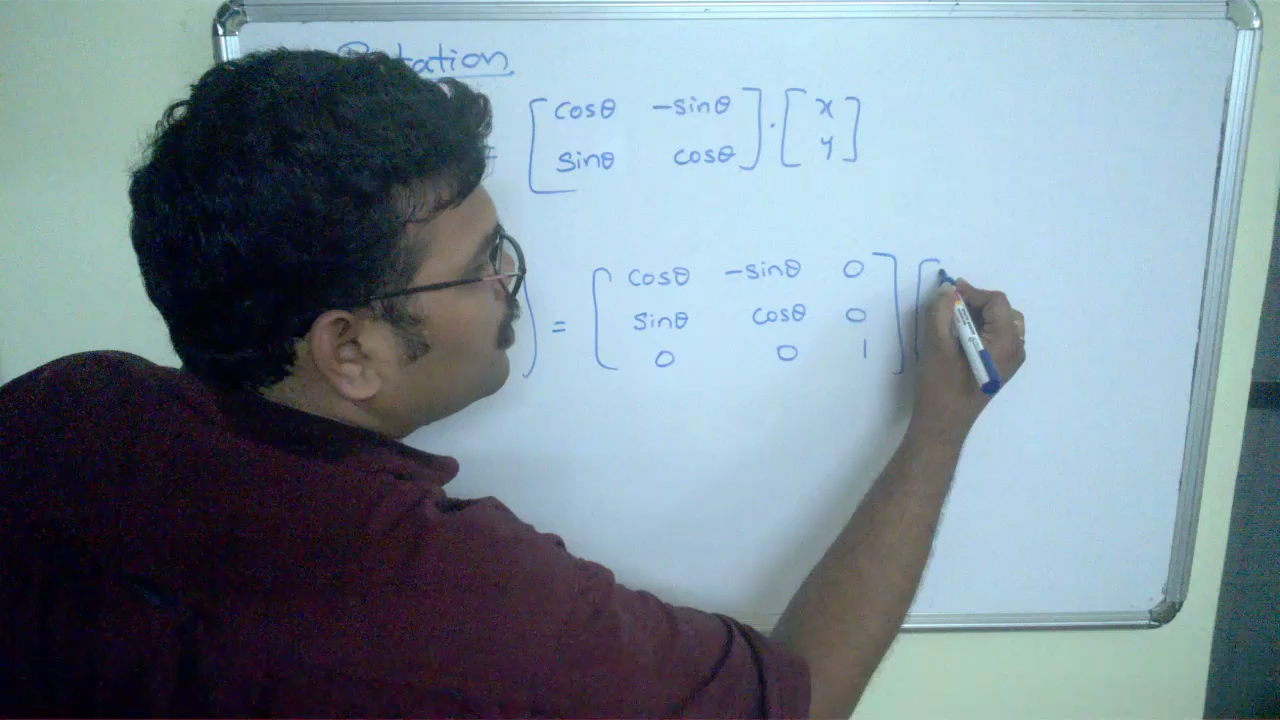 Rotation
[ cosθ -sinθ ] . [ x ]
[ sinθ cosθ ] [ y ]
) = [ cosθ -sinθ 0 ] [
sinθ cosθ 0
0 0 1